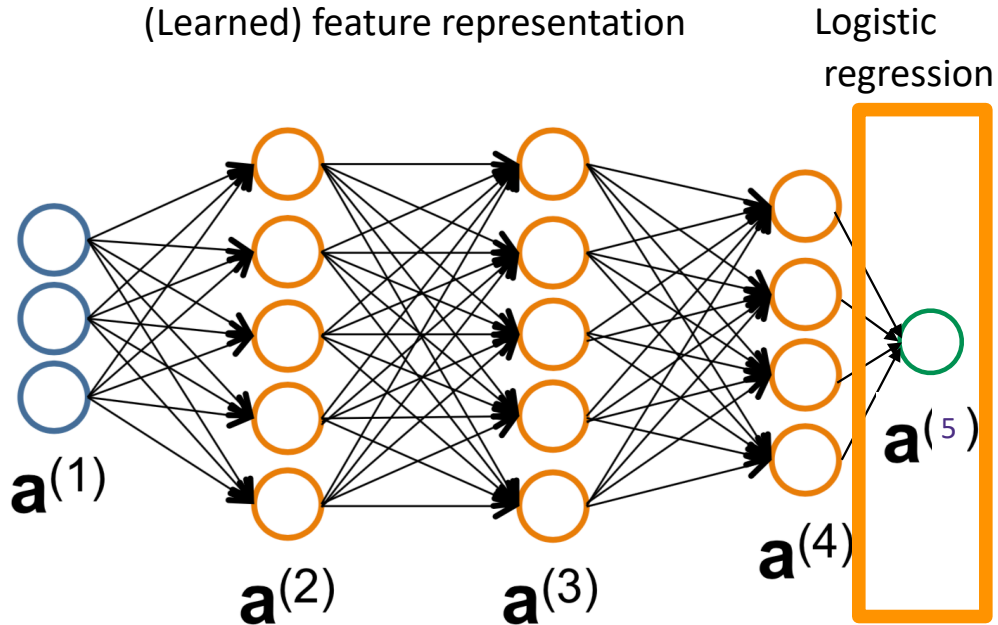 (Learned) feature representation
Logistic
regression
a(1)
a(2)
a(3)
a(4)
a(5)